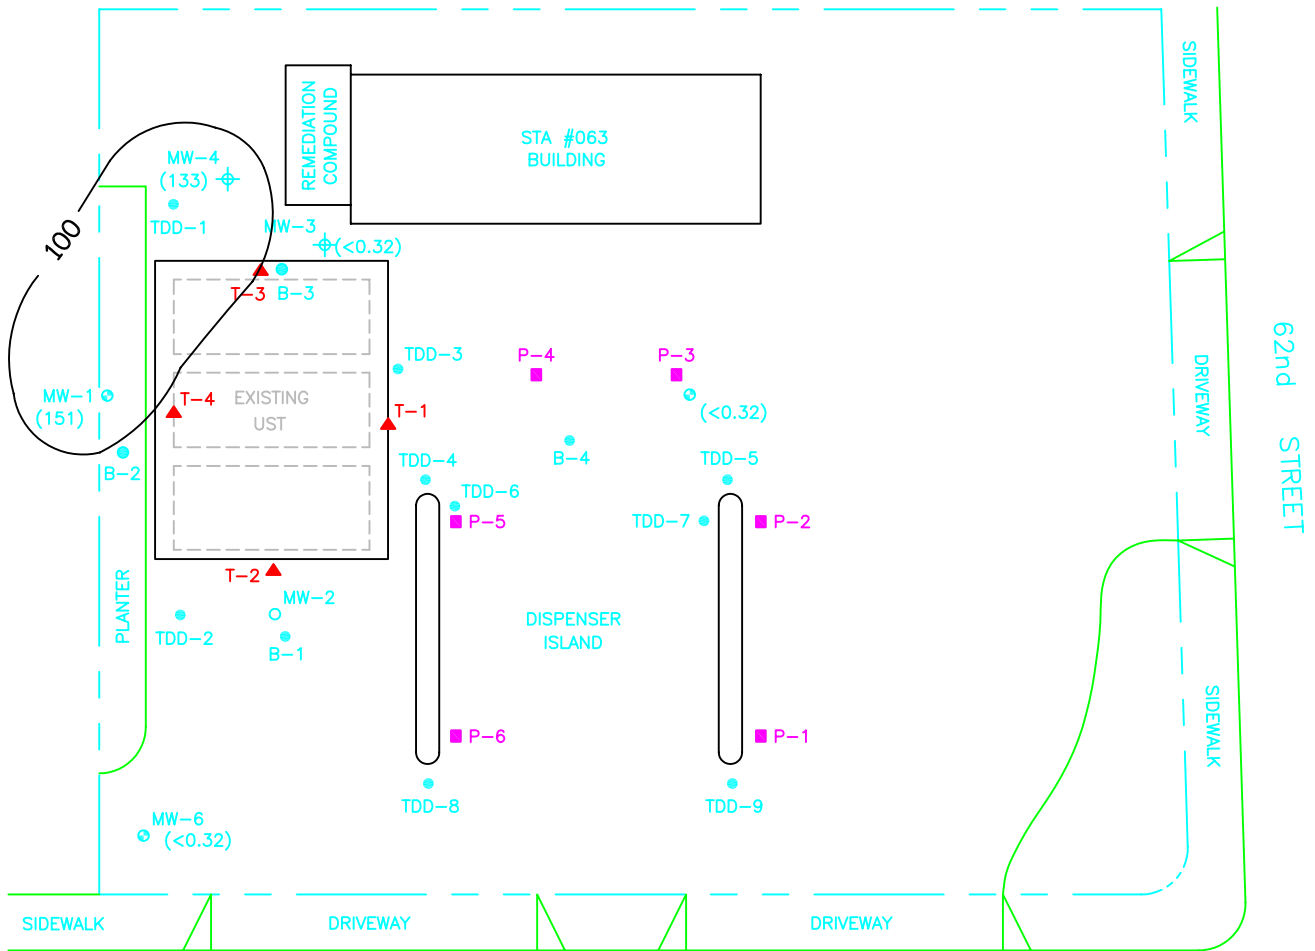 SIDEWALK
REMEDIATION
COMPOUND
STA #063
BUILDING
MW-4
(133)
TDD-1
MW-3
(<0.32)
100
T-3
B-3
62nd STREET
TDD-3
P-4
P-3
DRIVEWAY
MW-1
(151)
T-4
EXISTING
UST
T-1
(<0.32)
B-2
TDD-4
B-4
TDD-5
TDD-6
P-5
TDD-7
P-2
T-2
MW-2
PLANTER
TDD-2
B-1
DISPENSER
ISLAND
SIDEWALK
P-6
P-1
TDD-8
TDD-9
MW-6
(<0.32)
SIDEWALK
DRIVEWAY
DRIVEWAY